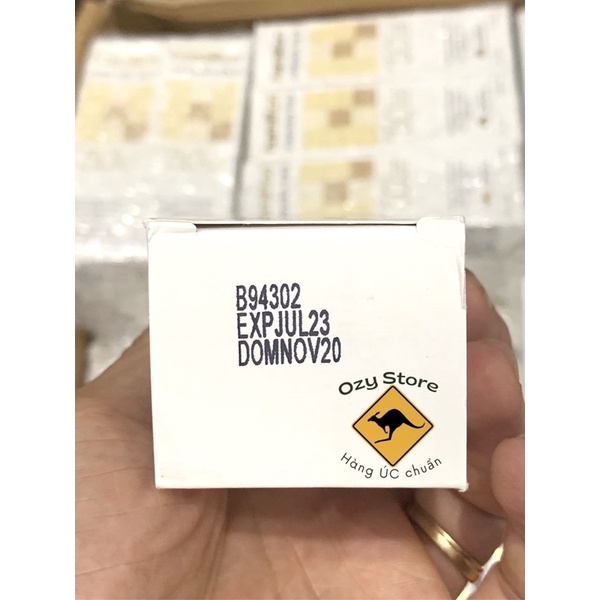 B94302
EXPJUL23
DOMNOV20
Ozy Store
Hàng ÚC chuẩn